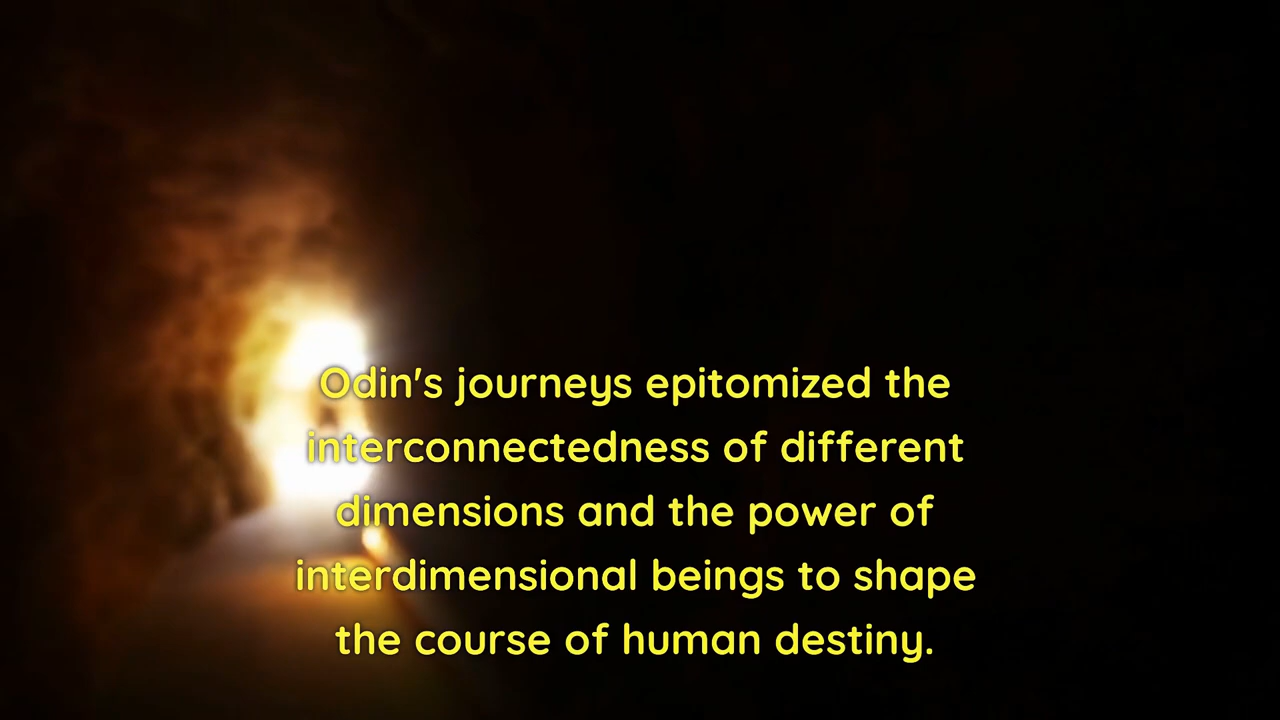 Odin's journeys epitomized the
interconnectedness of different
dimensions and the power of
interdimensional beings to shape
the course of human destiny.